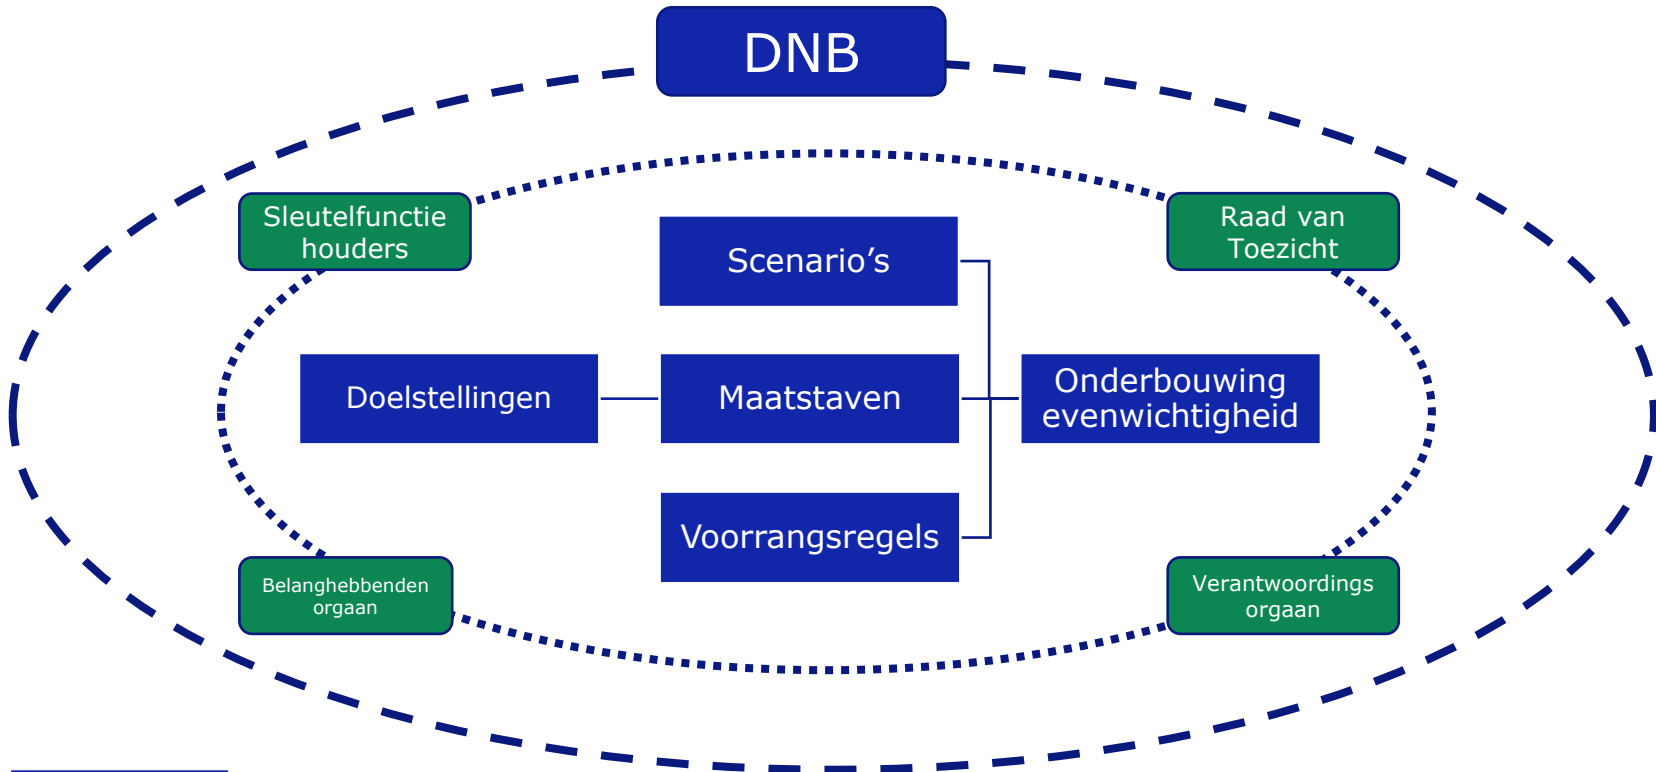 DNB
Sleutelfunctie
houders
Raad van
Toezicht
Scenario’s
Doelstellingen
Maatstaven
Onderbouwing
evenwichtigheid
Voorrangsregels
Belanghebbenden
orgaan
Verantwoordings
orgaan